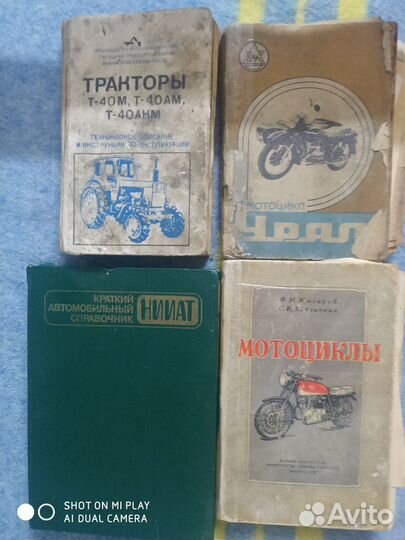 ТРАКТОРЫ
Т-40М, Т-40АМ,
Т-40АНМ
ТЕХНИЧЕСКОЕ ОПИСАНИЕ
И ИНСТРУКЦИЯ ПО ЭКСПЛУАТАЦИИ
МОТОЦИКЛ
УРАЛ
КРАТКИЙ
АВТОМОБИЛЬНЫЙ
СПРАВОЧНИК
НИИАТ
МОТОЦИКЛЫ
SHOT ON MI PLAY
AI DUAL CAMERA
Avito